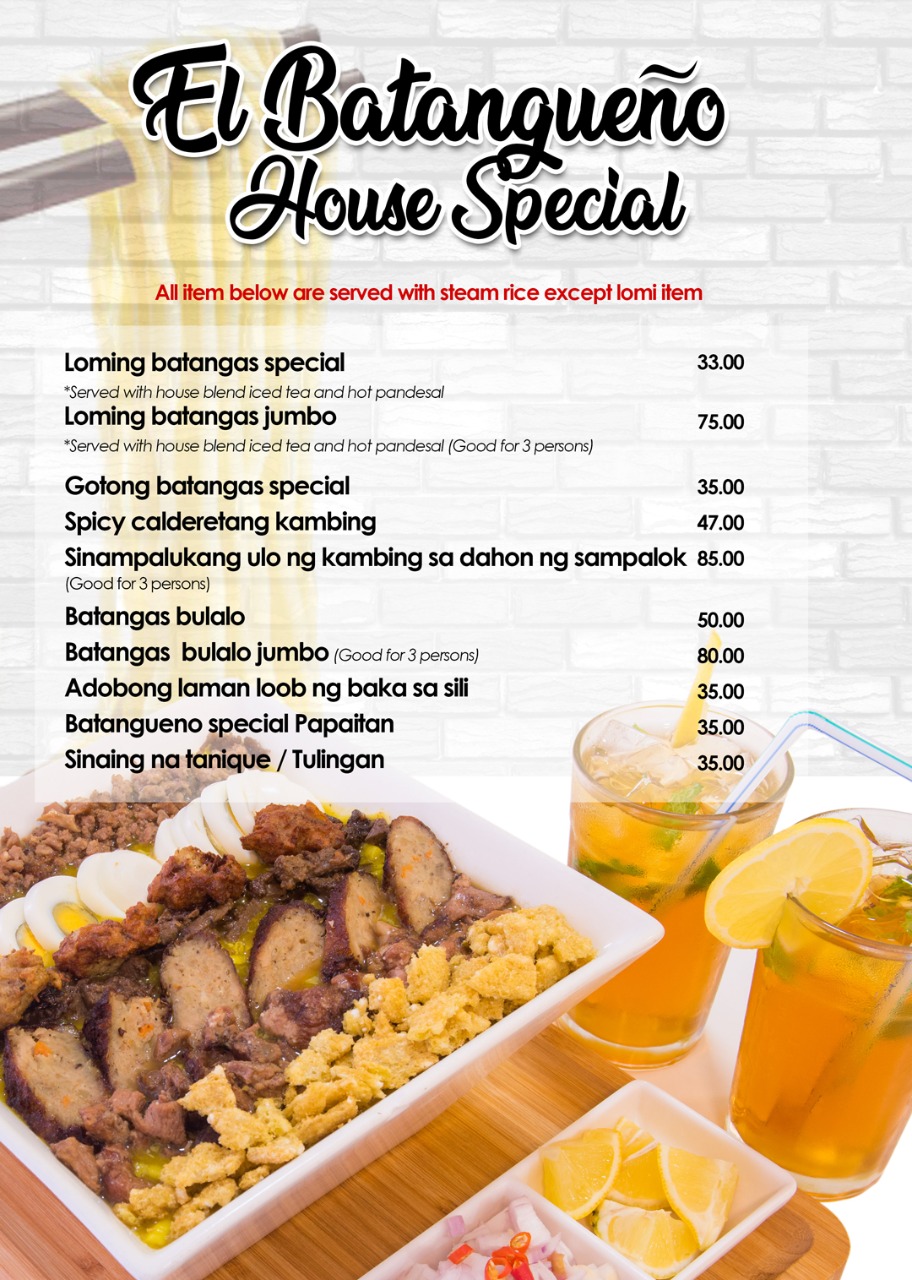 El Batangueño
House Special
All item below are served with steam rice except lomi item
Loming batangas special 33.00
*Served with house blend iced tea and hot pandesal
Loming batangas jumbo 75.00
*Served with house blend iced tea and hot pandesal (Good for 3 persons)
Gotong batangas special 35.00
Spicy calderetang kambing 47.00
Sinampalukang ulo ng kambing sa dahon ng sampalok 85.00
(Good for 3 persons)
Batangas bulalo 50.00
Batangas bulalo jumbo (Good for 3 persons) 80.00
Adobong laman loob ng baka sa sili 35.00
Batangueno special Papaitan 35.00
Sinaing na tanique / Tulingan 35.00